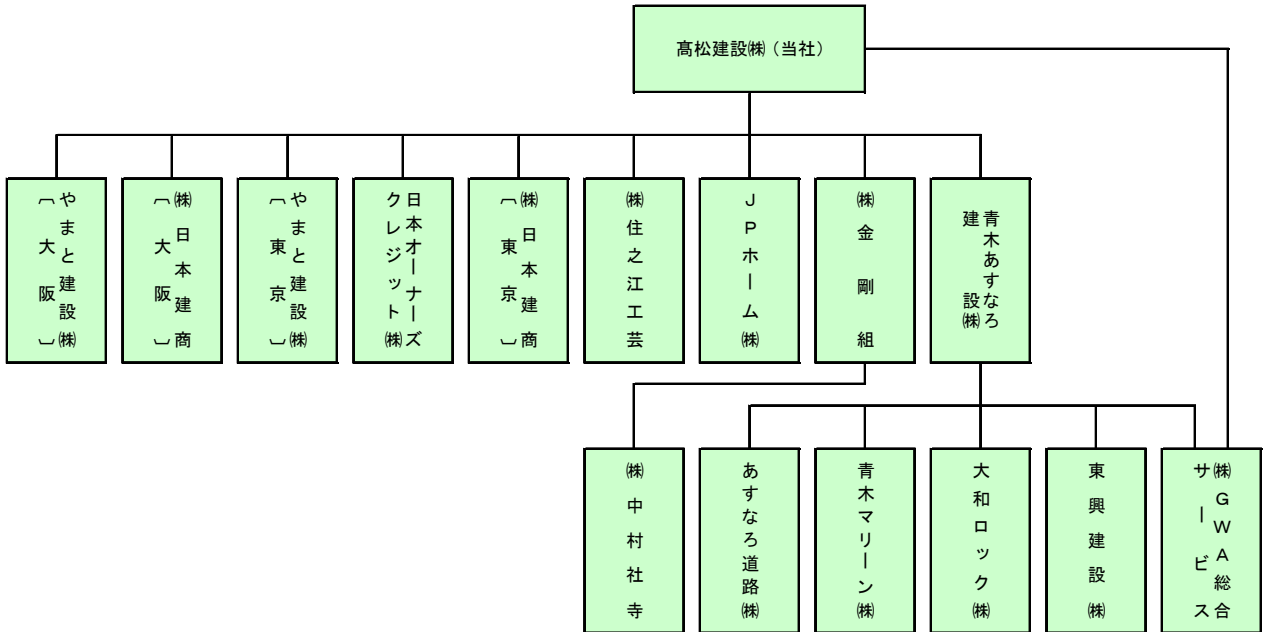 髙松建設㈱（当社）
やまと建設㈱
〔大阪〕
㈱日本建商
〔大阪〕
やまと建設㈱
〔東京〕
日本オーナーズ
クレジット㈱
㈱日本建商
〔東京〕
㈱住之江工芸
ＪＰホーム㈱
㈱金剛組
青木あすなろ
建設㈱
㈱中村社寺
あすなろ道路㈱
青木マリーン㈱
大和ロック㈱
東興建設㈱
㈱ＧＷＡ総合
サービス